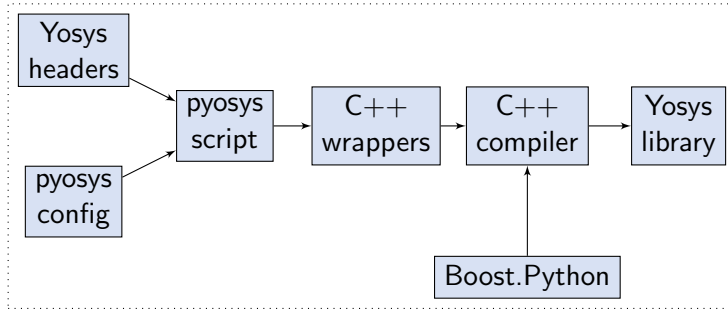 Yosys
headers
pyosys
config
pyosys
script
C++
wrappers
C++
compiler
Yosys
library
Boost.Python